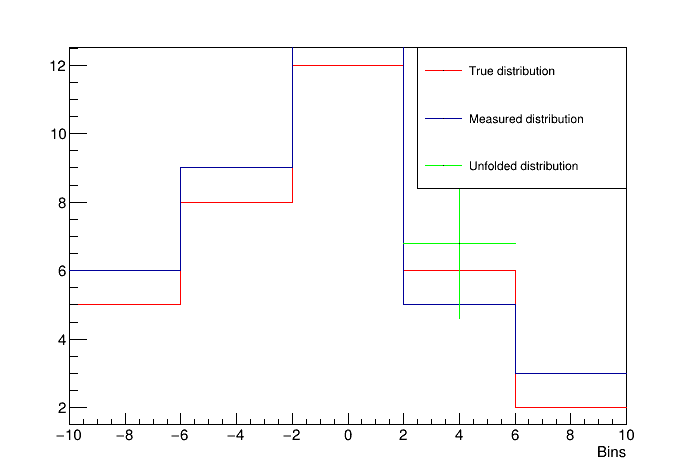 12
10
8
6
4
2
True distribution
Measured distribution
Unfolded distribution
−10 −8 −6 −4 −2 0 2 4 6 8 10
Bins